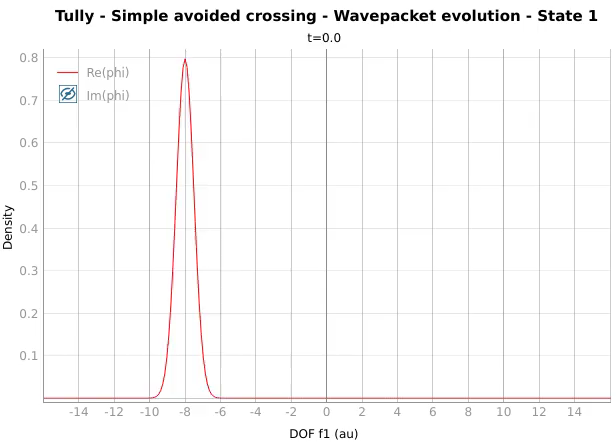 Tully - Simple avoided crossing - Wavepacket evolution - State 1
t=0.0
0.8
Re(phi)
Im(phi)
0.7
0.6
0.5
0.4
0.3
0.2
0.1
Density
-14 -12 -10 -8 -6 -4 -2 0 2 4 6 8 10 12 14
DOF f1 (au)